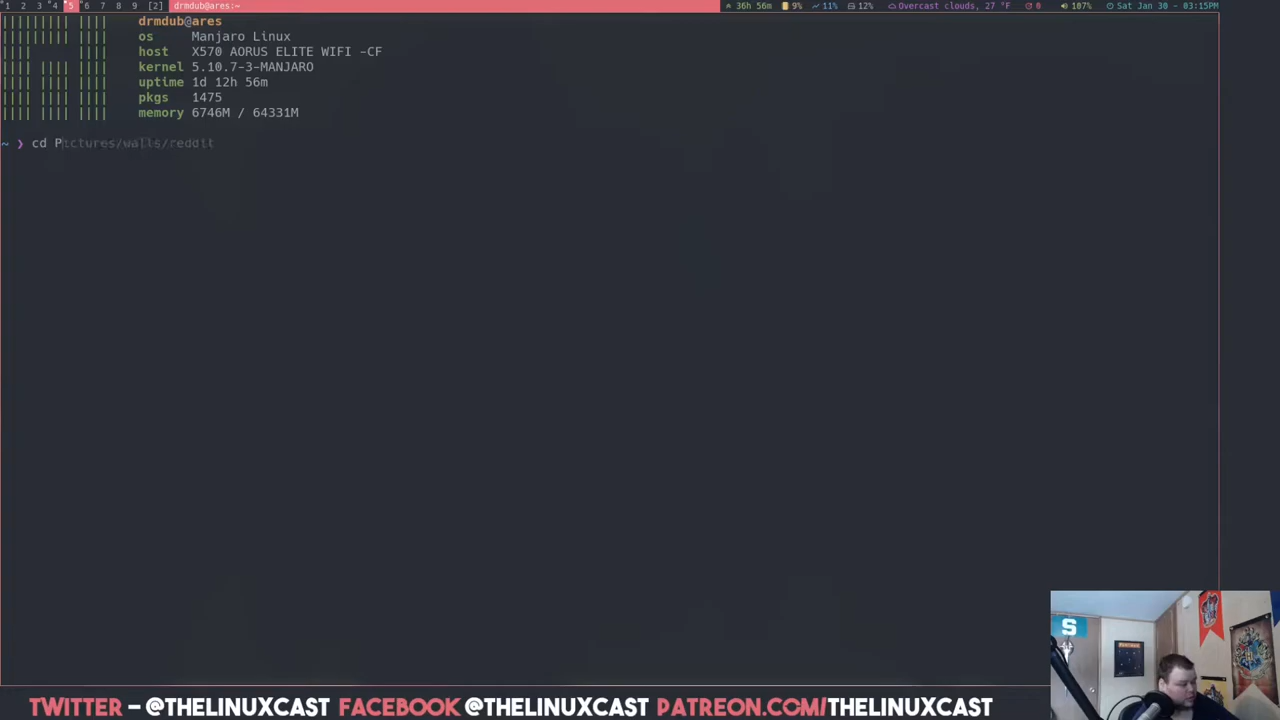 1 2 3 4 5 6 7 8 9 [2] drmdub@ares:~ 36h 56m 9% 11% 12% Overcast clouds, 27 °F 0 107% Sat Jan 30 - 03:15PM
drmdub@ares
os Manjaro Linux
host X570 AORUS ELITE WIFI -CF
kernel 5.10.7-3-MANJARO
uptime 1d 12h 56m
pkgs 1475
memory 6746M / 64331M
~ ❯ cd Pictures/walls/reddit
S
TWITTER - @THELINUXCAST FACEBOOK @THELINUXCAST PATREON.COM/THELINUXCAST